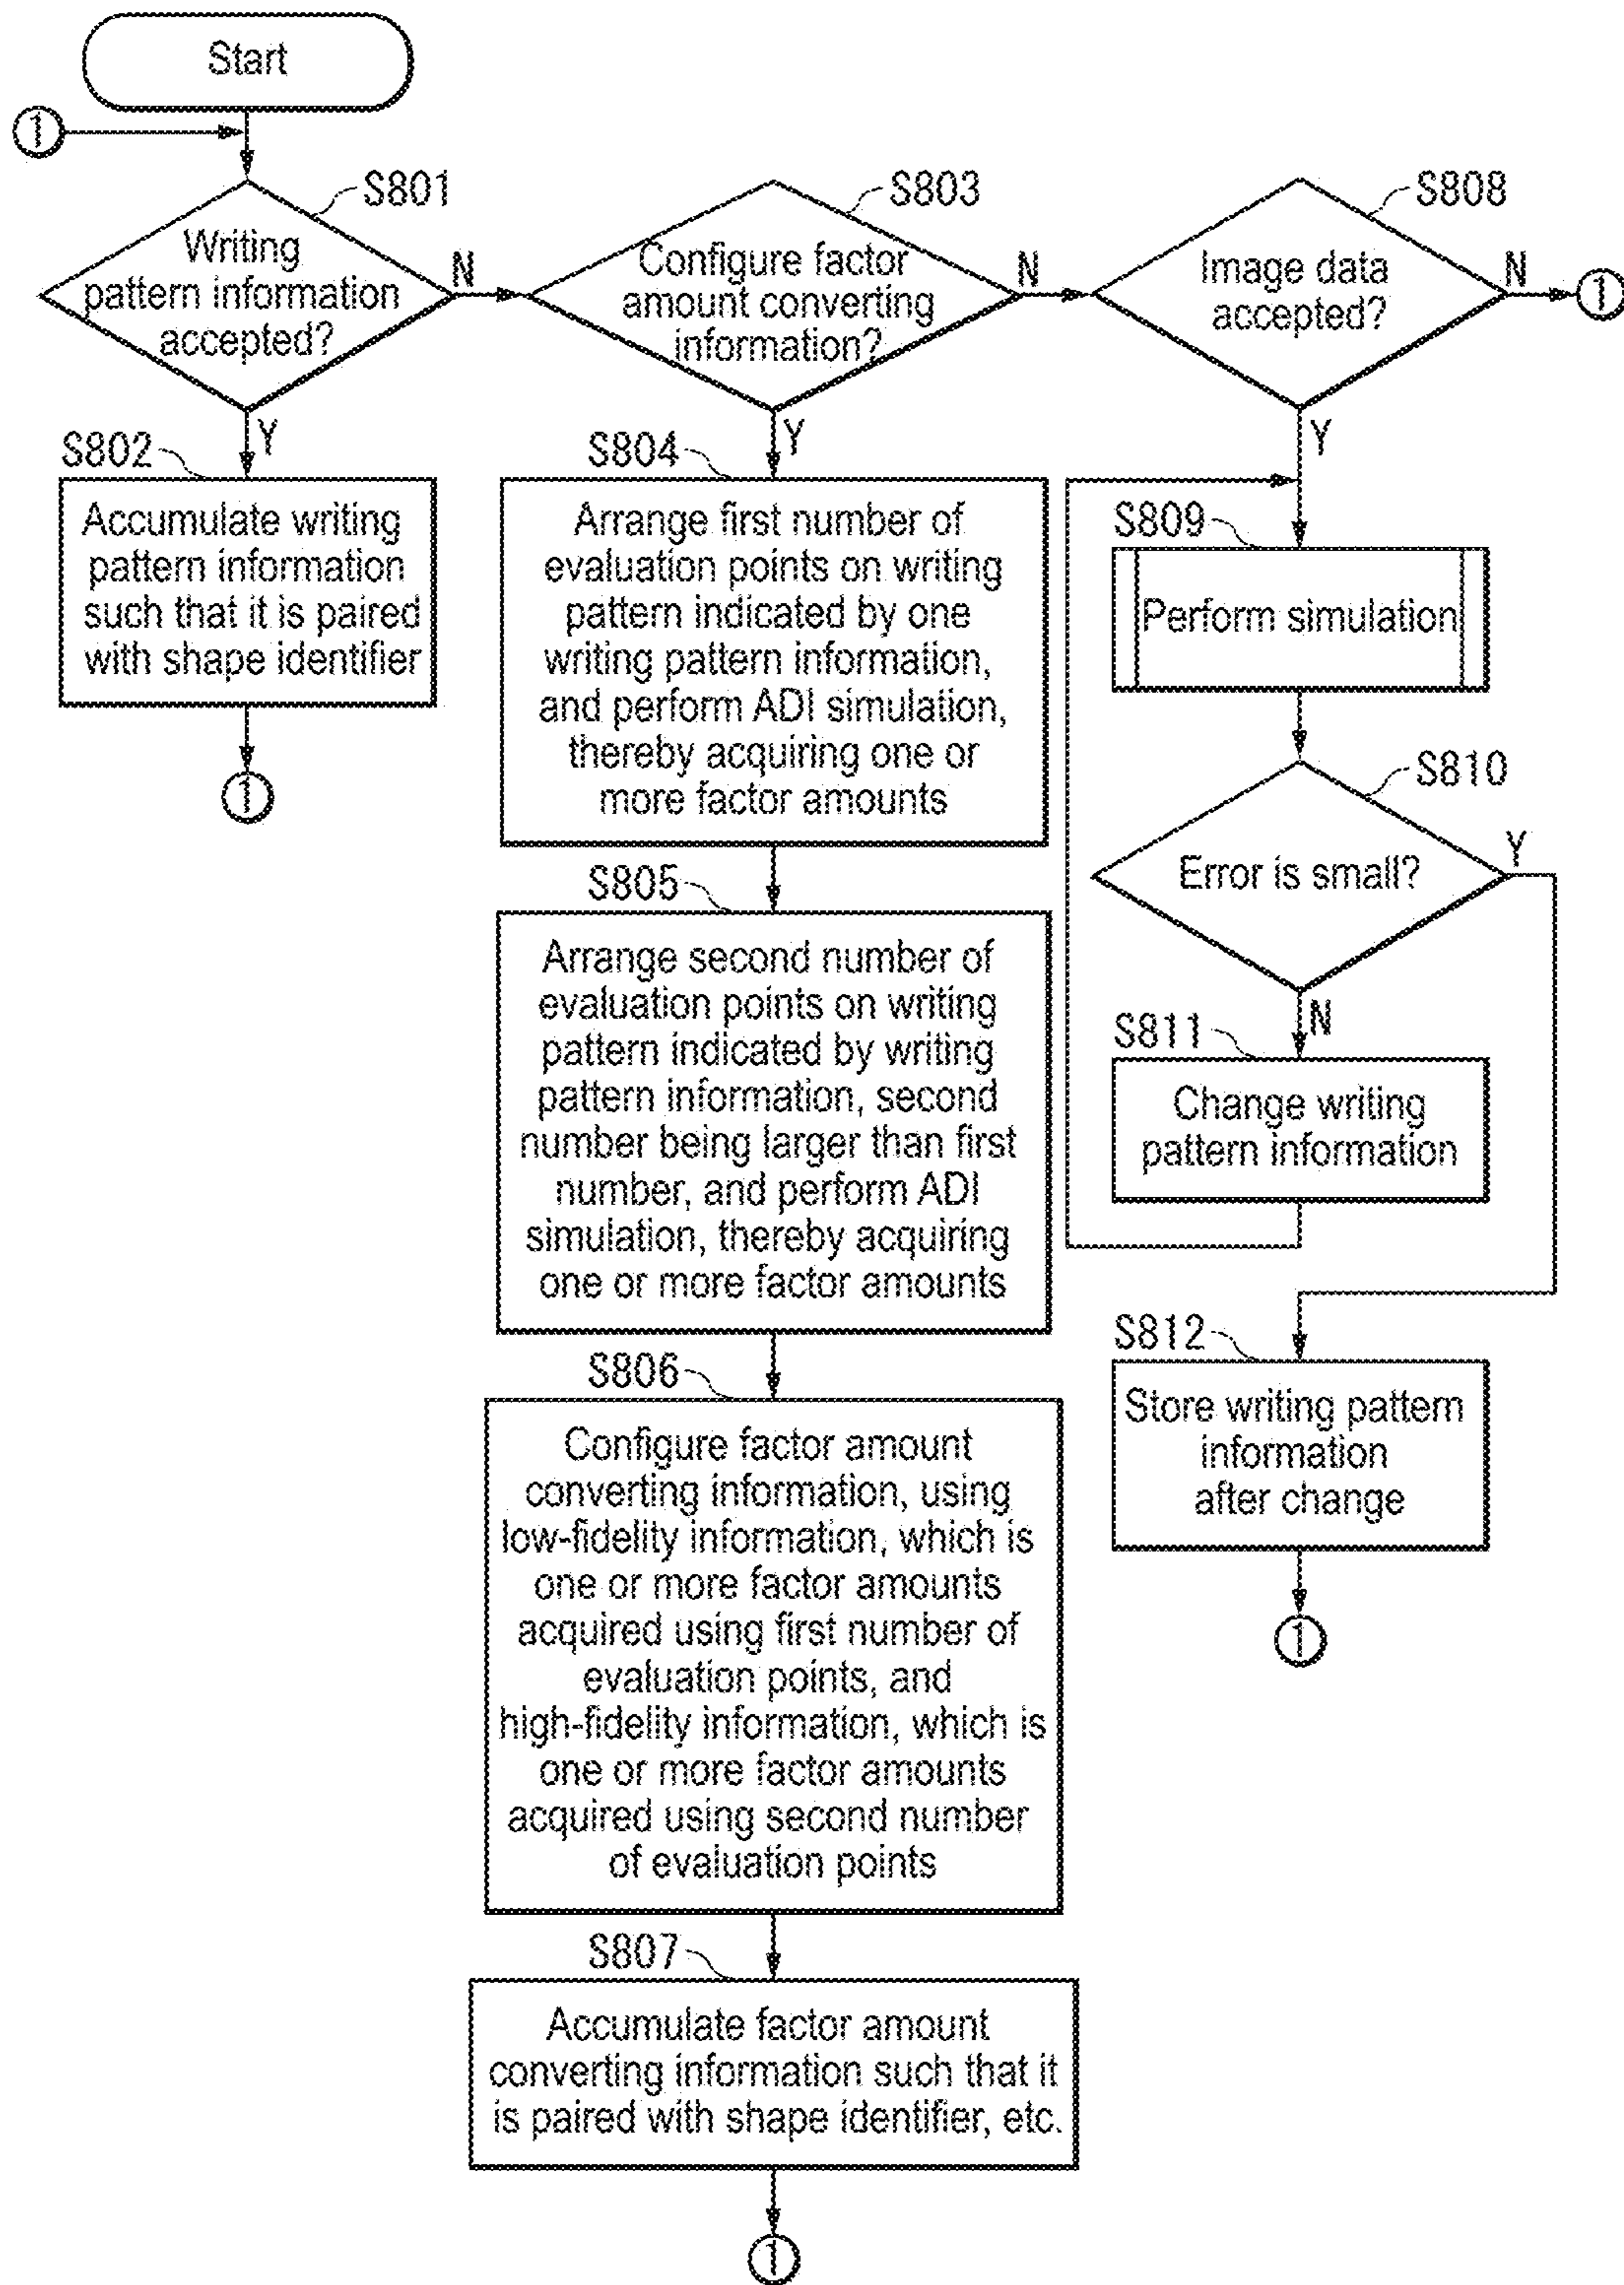 Start
1
S801
Writing
pattern information
accepted?
N
Y
S802
Accumulate writing
pattern information
such that it is paired
with shape identifier
1
S803
Configure factor
amount converting
information?
N
Y
S804
Arrange first number of
evaluation points on writing
pattern indicated by one
writing pattern information,
and perform ADI simulation,
thereby acquiring one or
more factor amounts
S805
Arrange second number of
evaluation points on writing
pattern indicated by writing
pattern information, second
number being larger than first
number, and perform ADI
simulation, thereby acquiring
one or more factor amounts
S806
Configure factor amount
converting information, using
low-fidelity information, which is
one or more factor amounts
acquired using first number of
evaluation points, and
high-fidelity information, which is
one or more factor amounts
acquired using second number
of evaluation points
S807
Accumulate factor amount
converting information such that it
is paired with shape identifier, etc.
1
S808
Image data
accepted?
N
1
Y
S809
Perform simulation
S810
Error is small?
Y
N
S811
Change writing
pattern information
S812
Store writing pattern
information
after change
1